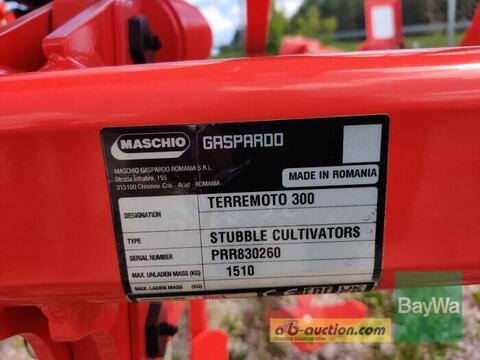 MASCHIO GASPARDO
MASCHIO GASPARDO ROMANIA S.R.L.
Strada Infratirii, 155
315100 Chisineu-Cris - Arad - ROMANIA
MADE IN ROMANIA
DESIGNATION TERREMOTO 300
TYPE STUBBLE CULTIVATORS
SERIAL NUMBER PRR830260
MAX. UNLADEN MASS (KG) 1510
MAX. LADEN MASS (KG)
BayWa
a·b-auction.com